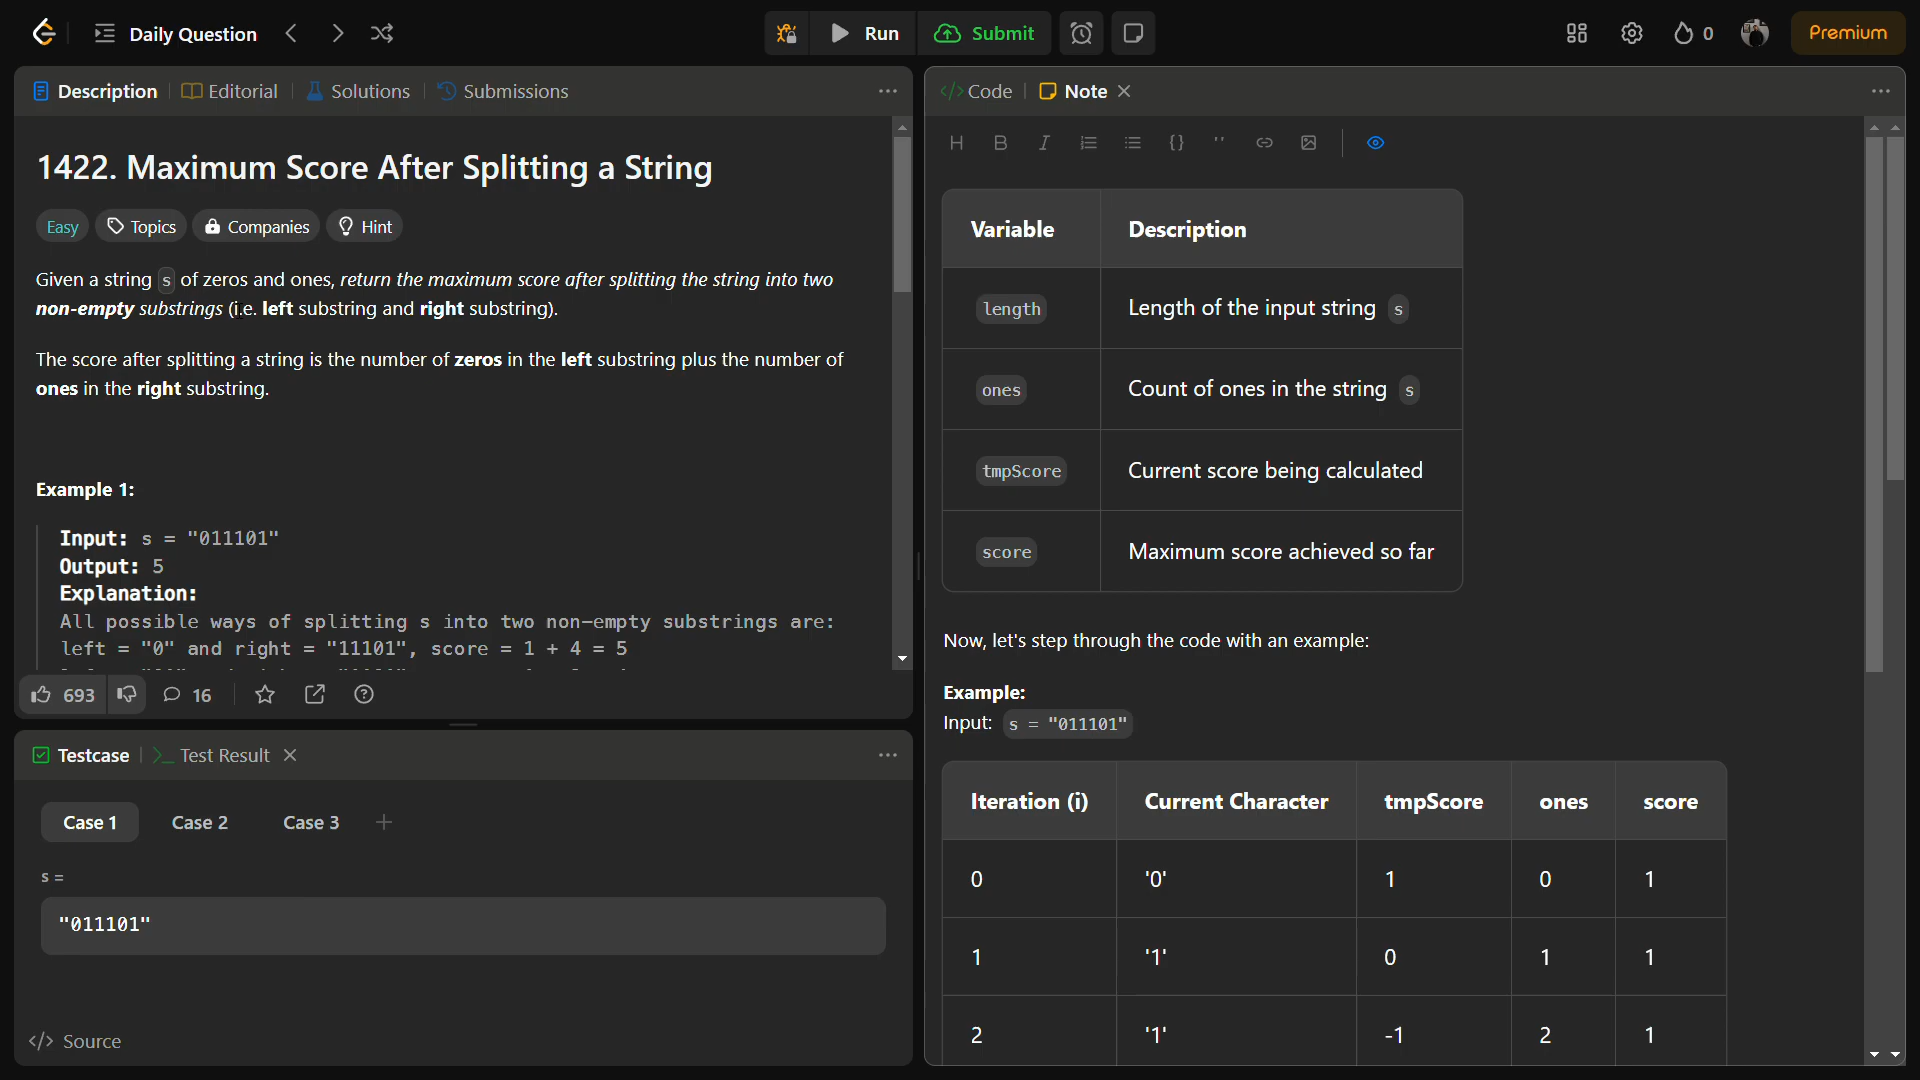 Daily Question
Run
Submit
0
Premium
Description
Editorial
Solutions
Submissions
1422. Maximum Score After Splitting a String
Easy
Topics
Companies
Hint
Given a string s of zeros and ones, return the maximum score after splitting the string into two
non-empty substrings (i.e. left substring and right substring).
The score after splitting a string is the number of zeros in the left substring plus the number of
ones in the right substring.
Example 1:
Input: s = "011101"
Output: 5
Explanation:
All possible ways of splitting s into two non-empty substrings are:
left = "0" and right = "11101", score = 1 + 4 = 5
693
16
Testcase
Test Result
Case 1
Case 2
Case 3
s =
"011101"
</> Source
</> Code
Note
Variable Description
length Length of the input string s
ones Count of ones in the string s
tmpScore Current score being calculated
score Maximum score achieved so far
Now, let's step through the code with an example:
Example:
Input: s = "011101"
Iteration (i) Current Character tmpScore ones score
0 '0' 1 0 1
1 '1' 0 1 1
2 '1' -1 2 1